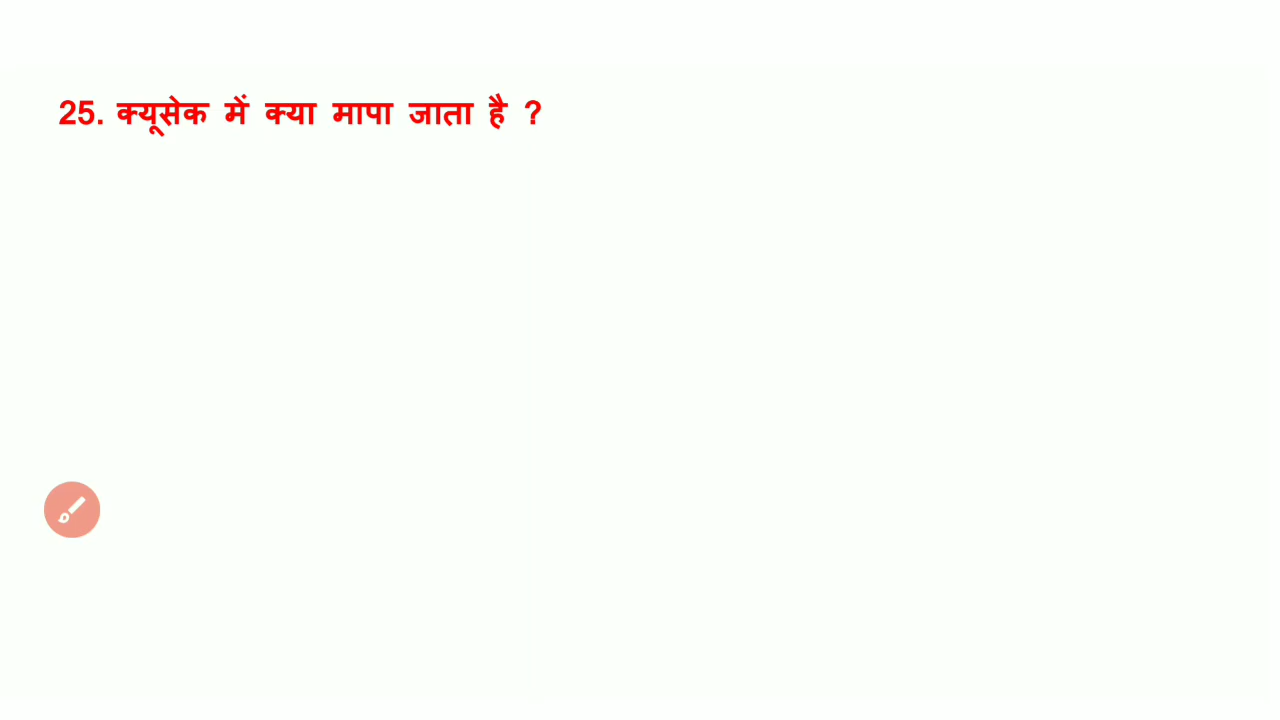 25. क्यूसेक में क्या मापा जाता है ?